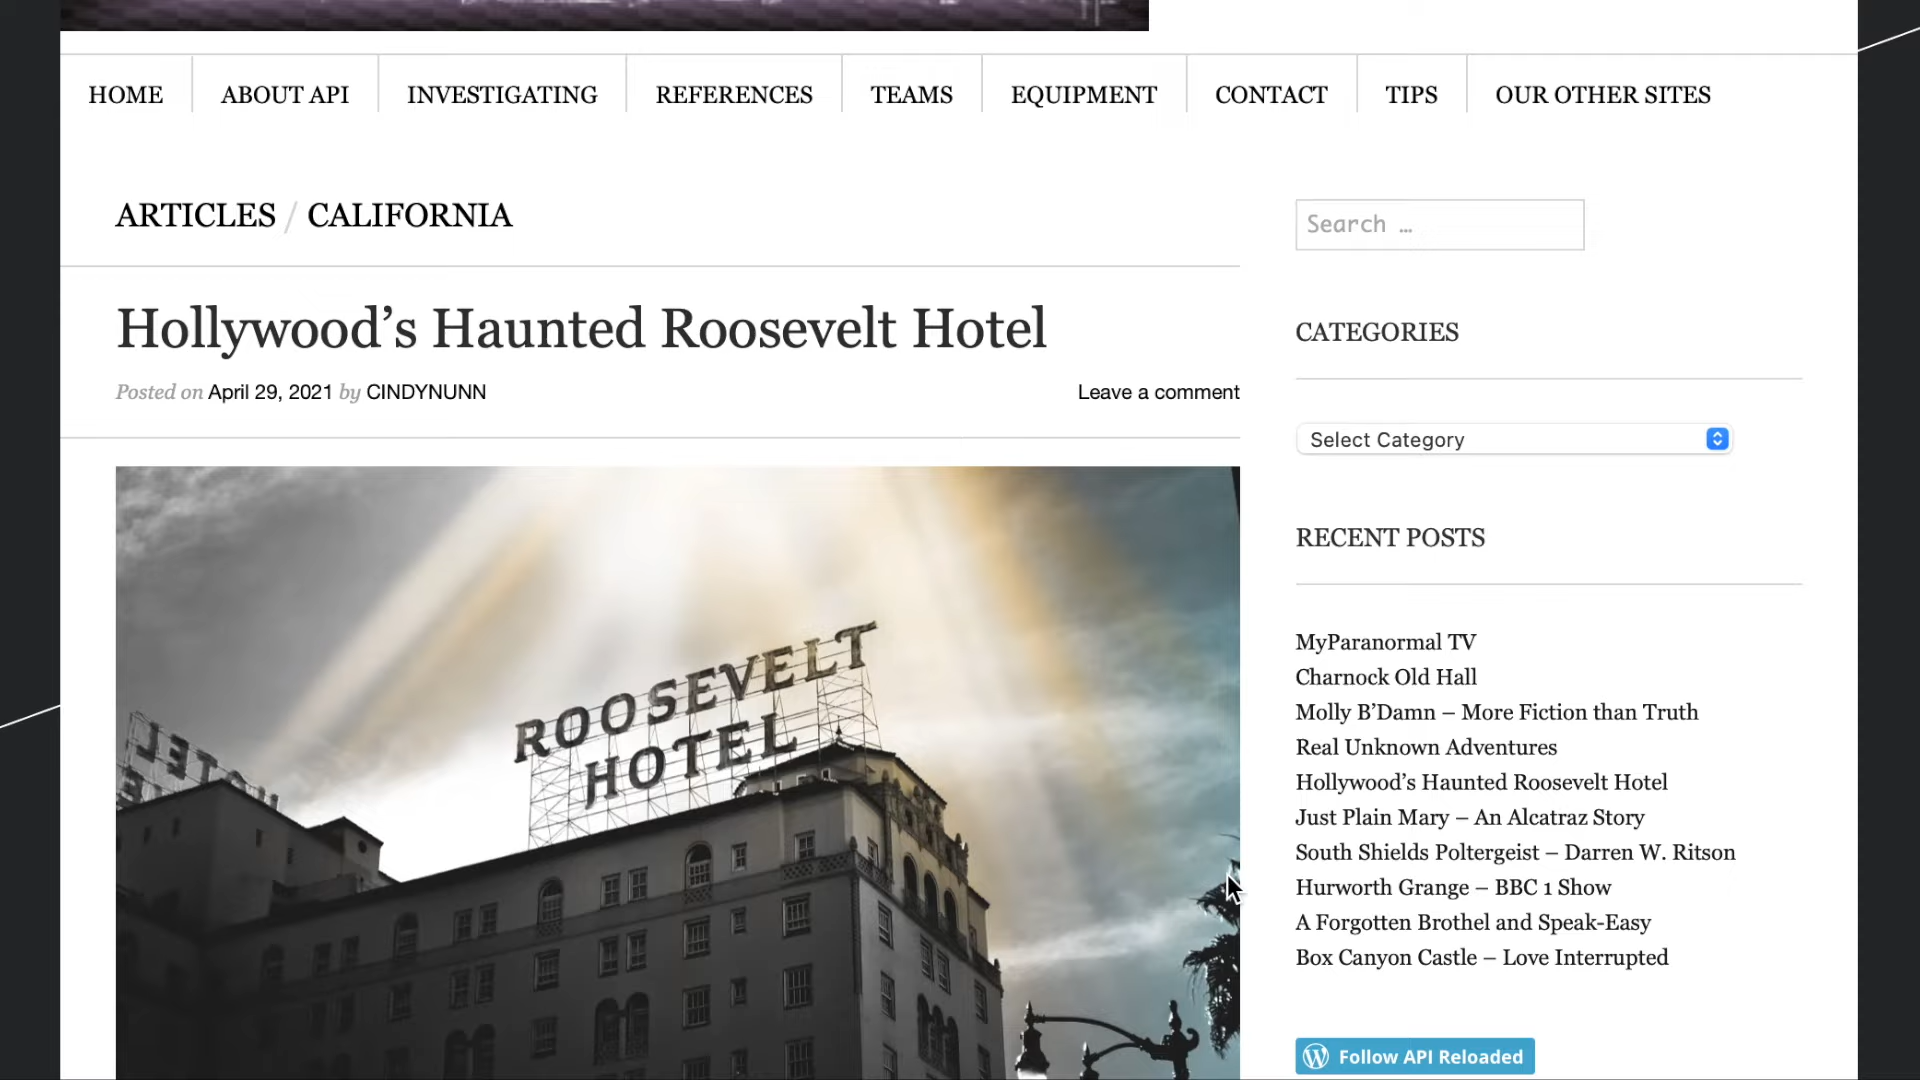 HOME
ABOUT API
INVESTIGATING
REFERENCES
TEAMS
EQUIPMENT
CONTACT
TIPS
OUR OTHER SITES
ARTICLES / CALIFORNIA
Hollywood’s Haunted Roosevelt Hotel
Posted on April 29, 2021 by CINDYNUNN
Leave a comment
ROOSEVELT
HOTEL
Search ...
CATEGORIES
Select Category
RECENT POSTS
MyParanormal TV
Charnock Old Hall
Molly B’Damn – More Fiction than Truth
Real Unknown Adventures
Hollywood’s Haunted Roosevelt Hotel
Just Plain Mary – An Alcatraz Story
South Shields Poltergeist – Darren W. Ritson
Hurworth Grange – BBC 1 Show
A Forgotten Brothel and Speak-Easy
Box Canyon Castle – Love Interrupted
Follow API Reloaded